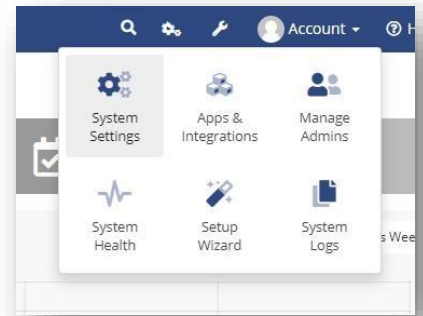 Account
System Apps & Manage
Settings Integrations Admins
System Setup System
Health Wizard Logs